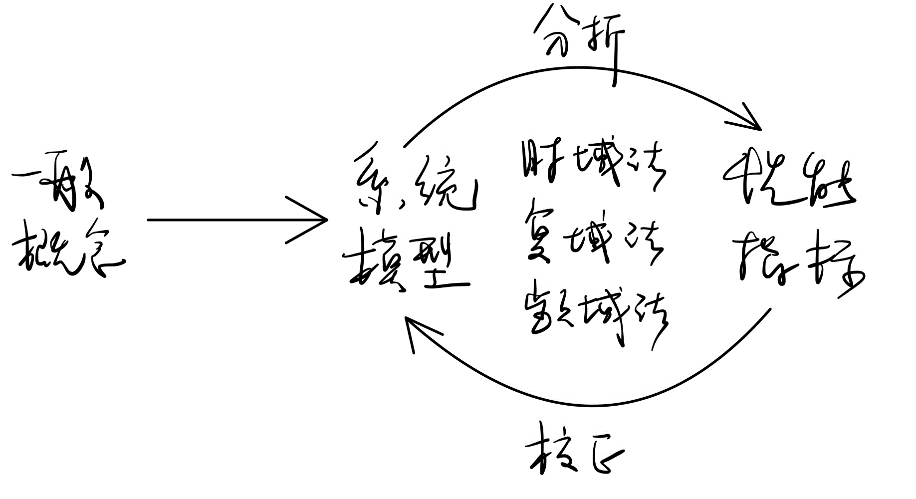 分析
一般
概念
系统
模型
时域法
复域法
频域法
性能
指标
校正